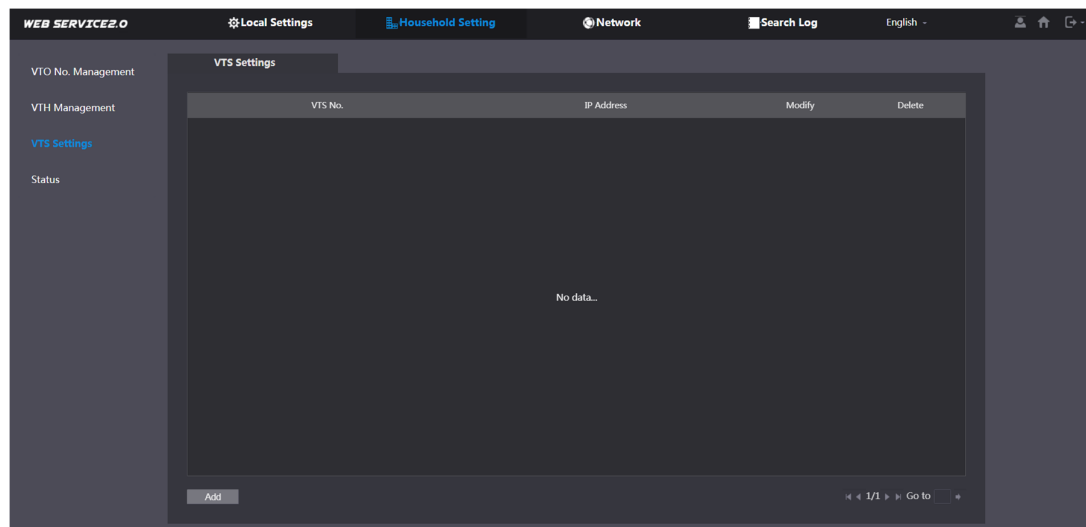 WEB SERVICE2.0 Local Settings Household Setting Network Search Log English
VTO No. Management
VTH Management
VTS Settings
Status
VTS Settings
VTS No. IP Address Modify Delete
No data...
Add 1/1 Go to